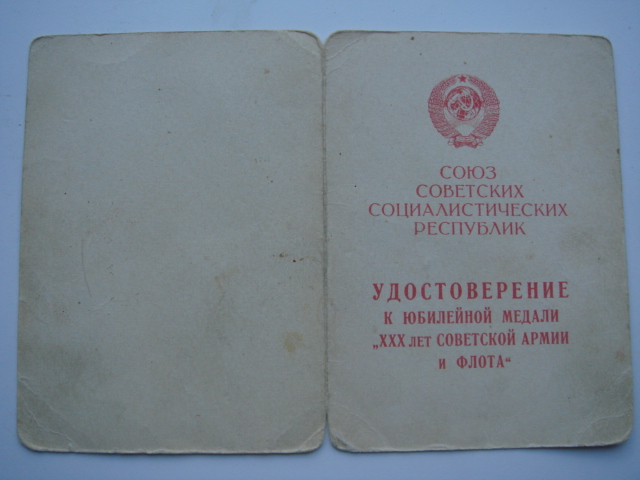 СОЮЗ
СОВЕТСКИХ
СОЦИАЛИСТИЧЕСКИХ
РЕСПУБЛИК
УДОСТОВЕРЕНИЕ
К ЮБИЛЕЙНОЙ МЕДАЛИ
„XXX ЛЕТ СОВЕТСКОЙ АРМИИ
И ФЛОТА“